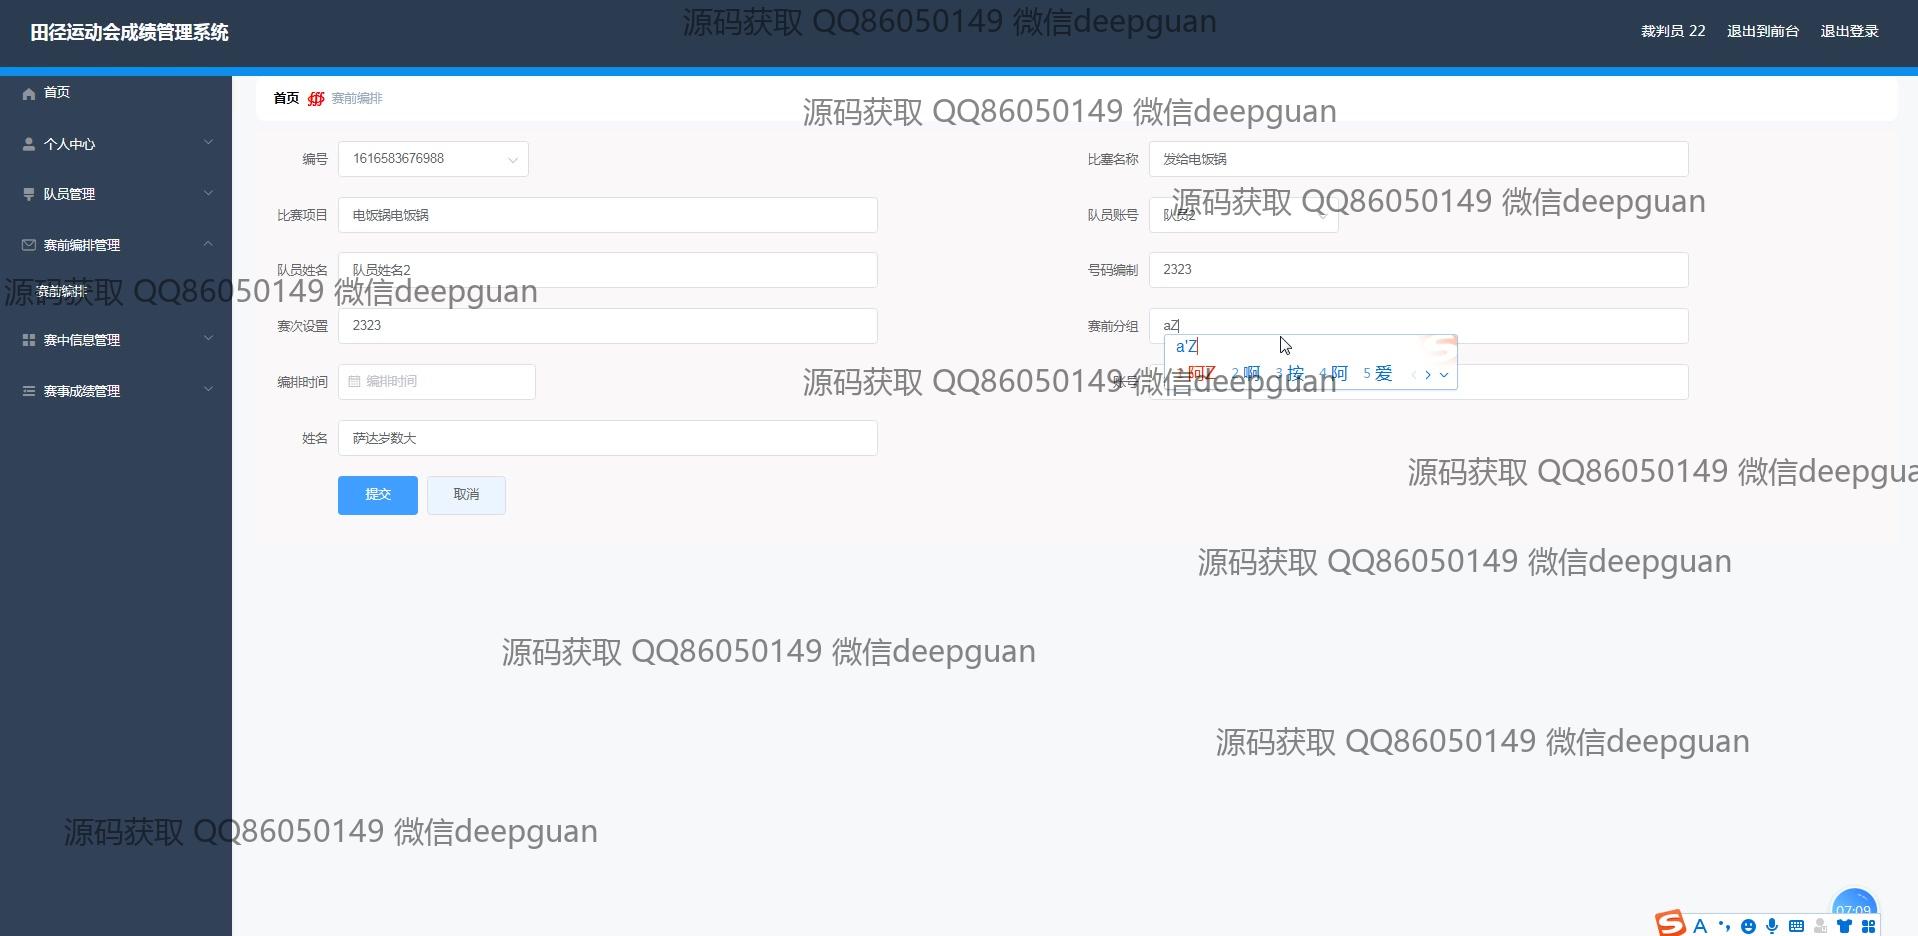 田径运动会成绩管理系统
源码获取 QQ86050149 微信deepguan
裁判员 22 退出到前台 退出登录
首页
首页 赛前编排
源码获取 QQ86050149 微信deepguan
个人中心
编号 1616583676988
比塞名称 发给电饭锅
队员管理
源码获取 QQ86050149 微信deepguan
比赛项目 电饭锅电饭锅
队员账号 队员2
赛前编排管理
队员姓名 队员姓名2
号码编制 2323
赛前编排
源码获取 QQ86050149 微信deepguan
赛次设置 2323
赛前分组 aZ
赛中信息管理
a'Z
阿Z 2 啊 3 按 4 阿 5 爱
编排时间 编排时间
账号
源码获取 QQ86050149 微信deepguan
赛事成绩管理
姓名 萨达岁数大
源码获取 QQ86050149 微信deepgua
提交 取消
源码获取 QQ86050149 微信deepguan
源码获取 QQ86050149 微信deepguan
源码获取 QQ86050149 微信deepguan
源码获取 QQ86050149 微信deepguan
07:09
S A